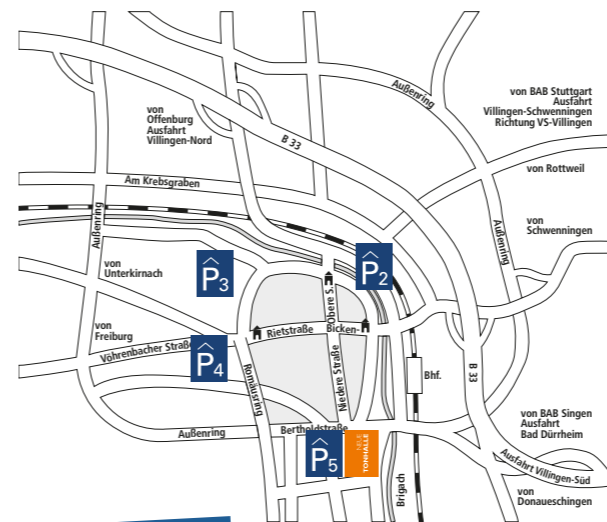 Außenring
von BAB Stuttgart
Ausfahrt
Villingen-Schwenningen
Richtung VS-Villingen
von
Offenburg
Ausfahrt
Villingen-Nord
B 33
von Rottweil
Am Krebsgraben
Außenring
von
Schwenningen
Außenring
von
Unterkirnach
P3
P2
Obere S.
Rietstraße
Bicken-
von
Freiburg
Vöhrenbacher Straße
P4
Romäusring
Niedere Straße
Bhf.
B 33
Außenring
Bertholdstraße
P5
NEUE
TONHALLE
Brigach
von BAB Singen
Ausfahrt
Bad Dürrheim
Ausfahrt Villingen-Süd
von
Donaueschingen